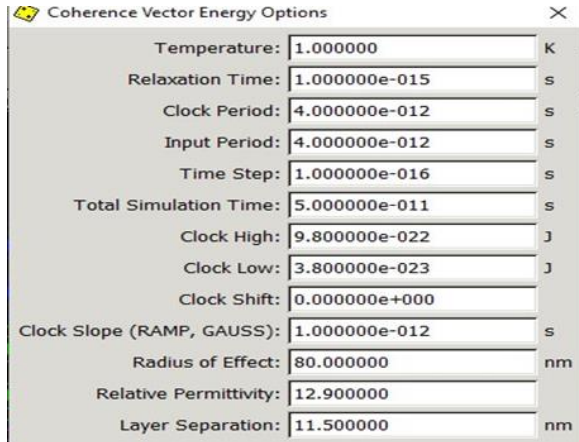 Coherence Vector Energy Options
Temperature: 1.000000 K
Relaxation Time: 1.000000e-015 s
Clock Period: 4.000000e-012 s
Input Period: 4.000000e-012 s
Time Step: 1.000000e-016 s
Total Simulation Time: 5.000000e-011 s
Clock High: 9.800000e-022 J
Clock Low: 3.800000e-023 J
Clock Shift: 0.000000e+000
Clock Slope (RAMP, GAUSS): 1.000000e-012 s
Radius of Effect: 80.000000 nm
Relative Permittivity: 12.900000
Layer Separation: 11.500000 nm